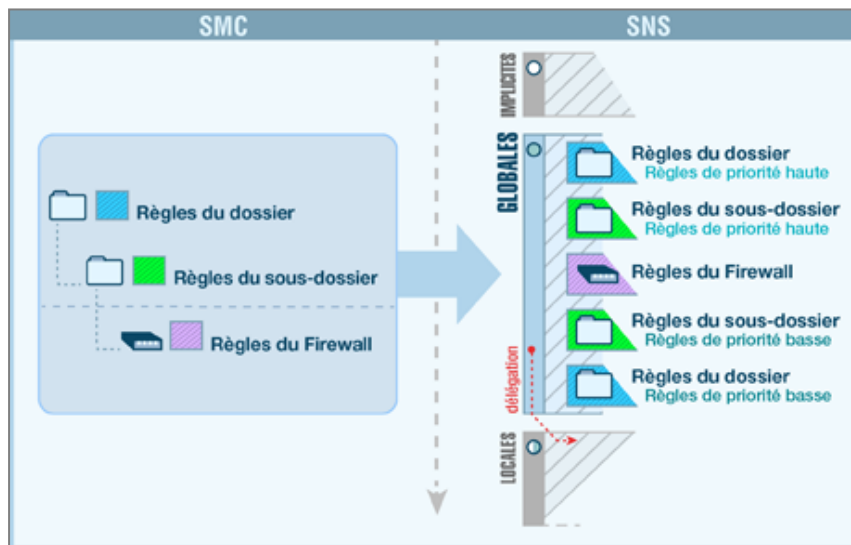 SMC
SNS
IMPLICITES
Règles du dossier
Règles du sous-dossier
Règles du Firewall
GLOBALES
Règles du dossier
Règles de priorité haute
Règles du sous-dossier
Règles de priorité haute
Règles du Firewall
Règles du sous-dossier
Règles de priorité basse
Règles du dossier
Règles de priorité basse
délégation
LOCALES